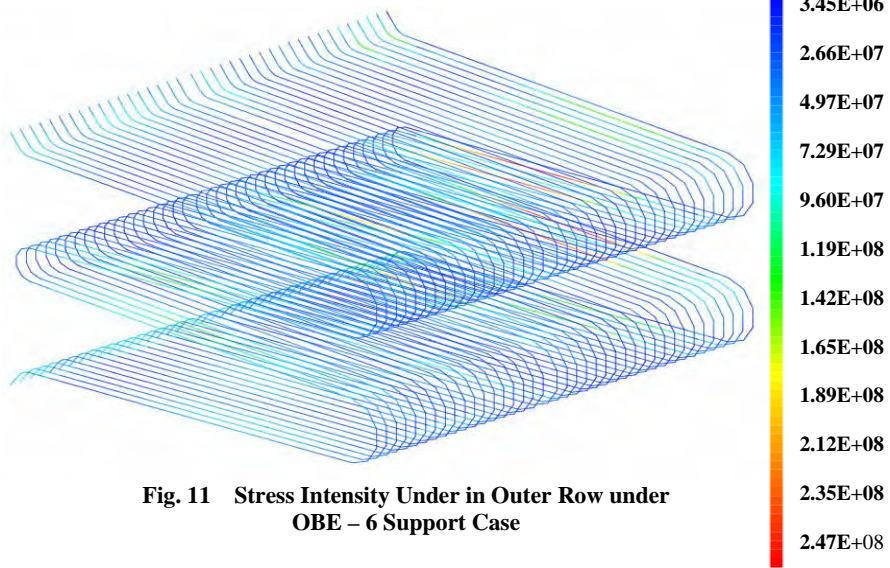 3.45E+06
2.66E+07
4.97E+07
7.29E+07
9.60E+07
1.19E+08
1.42E+08
1.65E+08
1.89E+08
2.12E+08
2.35E+08
2.47E+08
Fig. 11 Stress Intensity Under in Outer Row under
OBE – 6 Support Case